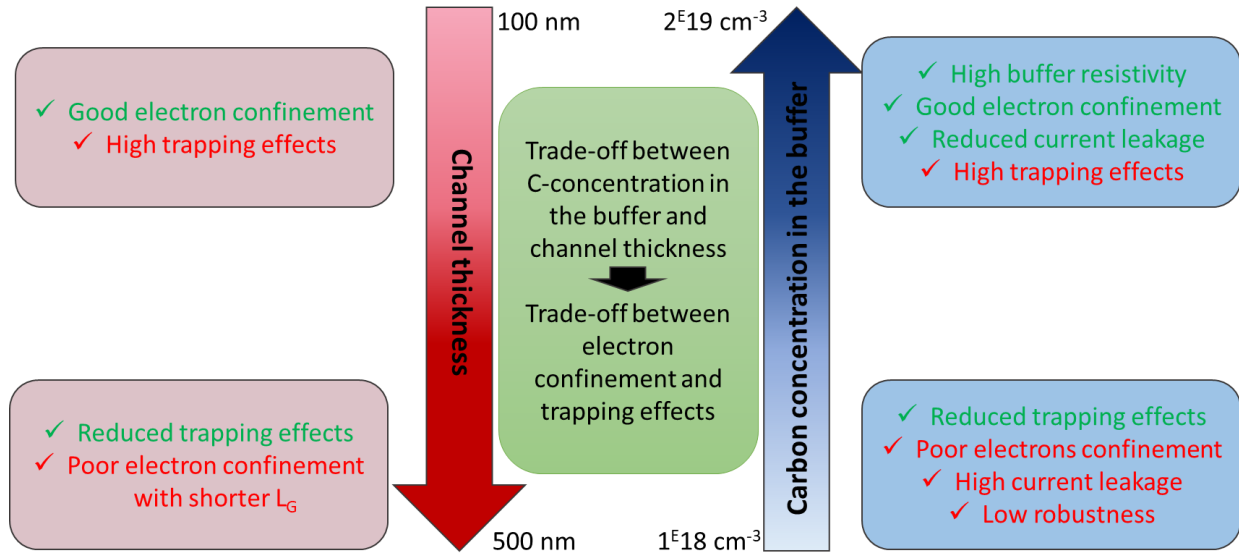 100 nm
2ᴱ19 cm⁻³
✓ Good electron confinement
✓ High trapping effects
✓ High buffer resistivity
✓ Good electron confinement
✓ Reduced current leakage
✓ High trapping effects
Channel thickness
Trade-off between
C-concentration in
the buffer and
channel thickness
Trade-off between
electron
confinement and
trapping effects
Carbon concentration in the buffer
✓ Reduced trapping effects
✓ Poor electron confinement
with shorter L_G
✓ Reduced trapping effects
✓ Poor electrons confinement
✓ High current leakage
✓ Low robustness
500 nm
1ᴱ18 cm⁻³